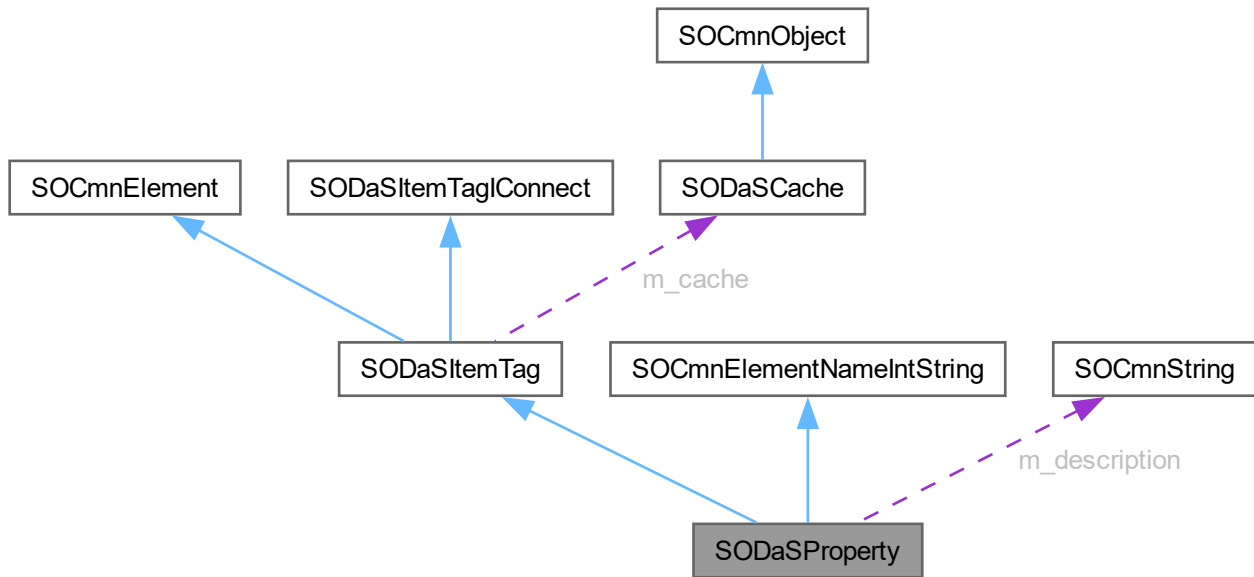 SOCmnObject
SOCmnElement
SODaSItemTagIConnect
SODaSCache
m_cache
SODaSItemTag
SOCmnElementNameIntString
SOCmnString
m_description
SODaSProperty